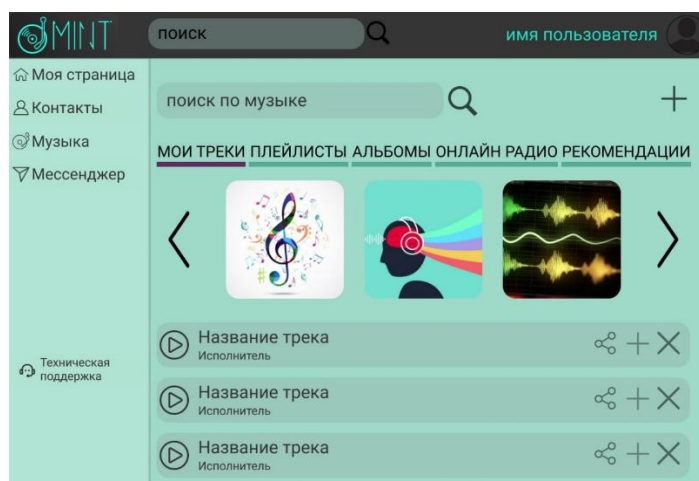 MINT
поиск
имя пользователя
Моя страница
Контакты
Музыка
Мессенджер
Техническая
поддержка
поиск по музыке
МОИ ТРЕКИ ПЛЕЙЛИСТЫ АЛЬБОМЫ ОНЛАЙН РАДИО РЕКОМЕНДАЦИИ
Название трека
Исполнитель
Название трека
Исполнитель
Название трека
Исполнитель